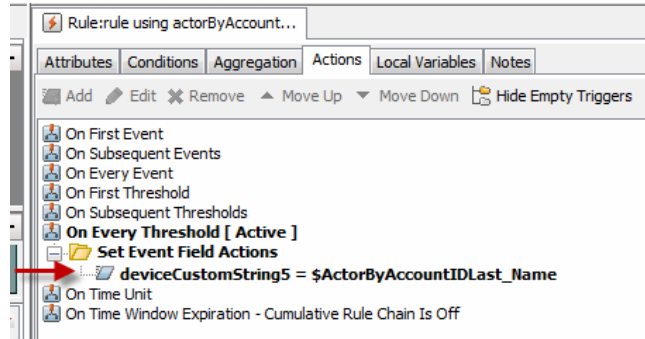 Rule:rule using actorByAccount...
Attributes Conditions Aggregation Actions Local Variables Notes
Add Edit Remove Move Up Move Down Hide Empty Triggers
On First Event
On Subsequent Events
On Every Event
On First Threshold
On Subsequent Thresholds
On Every Threshold [ Active ]
Set Event Field Actions
deviceCustomString5 = $ActorByAccountIDLast_Name
On Time Unit
On Time Window Expiration - Cumulative Rule Chain Is Off